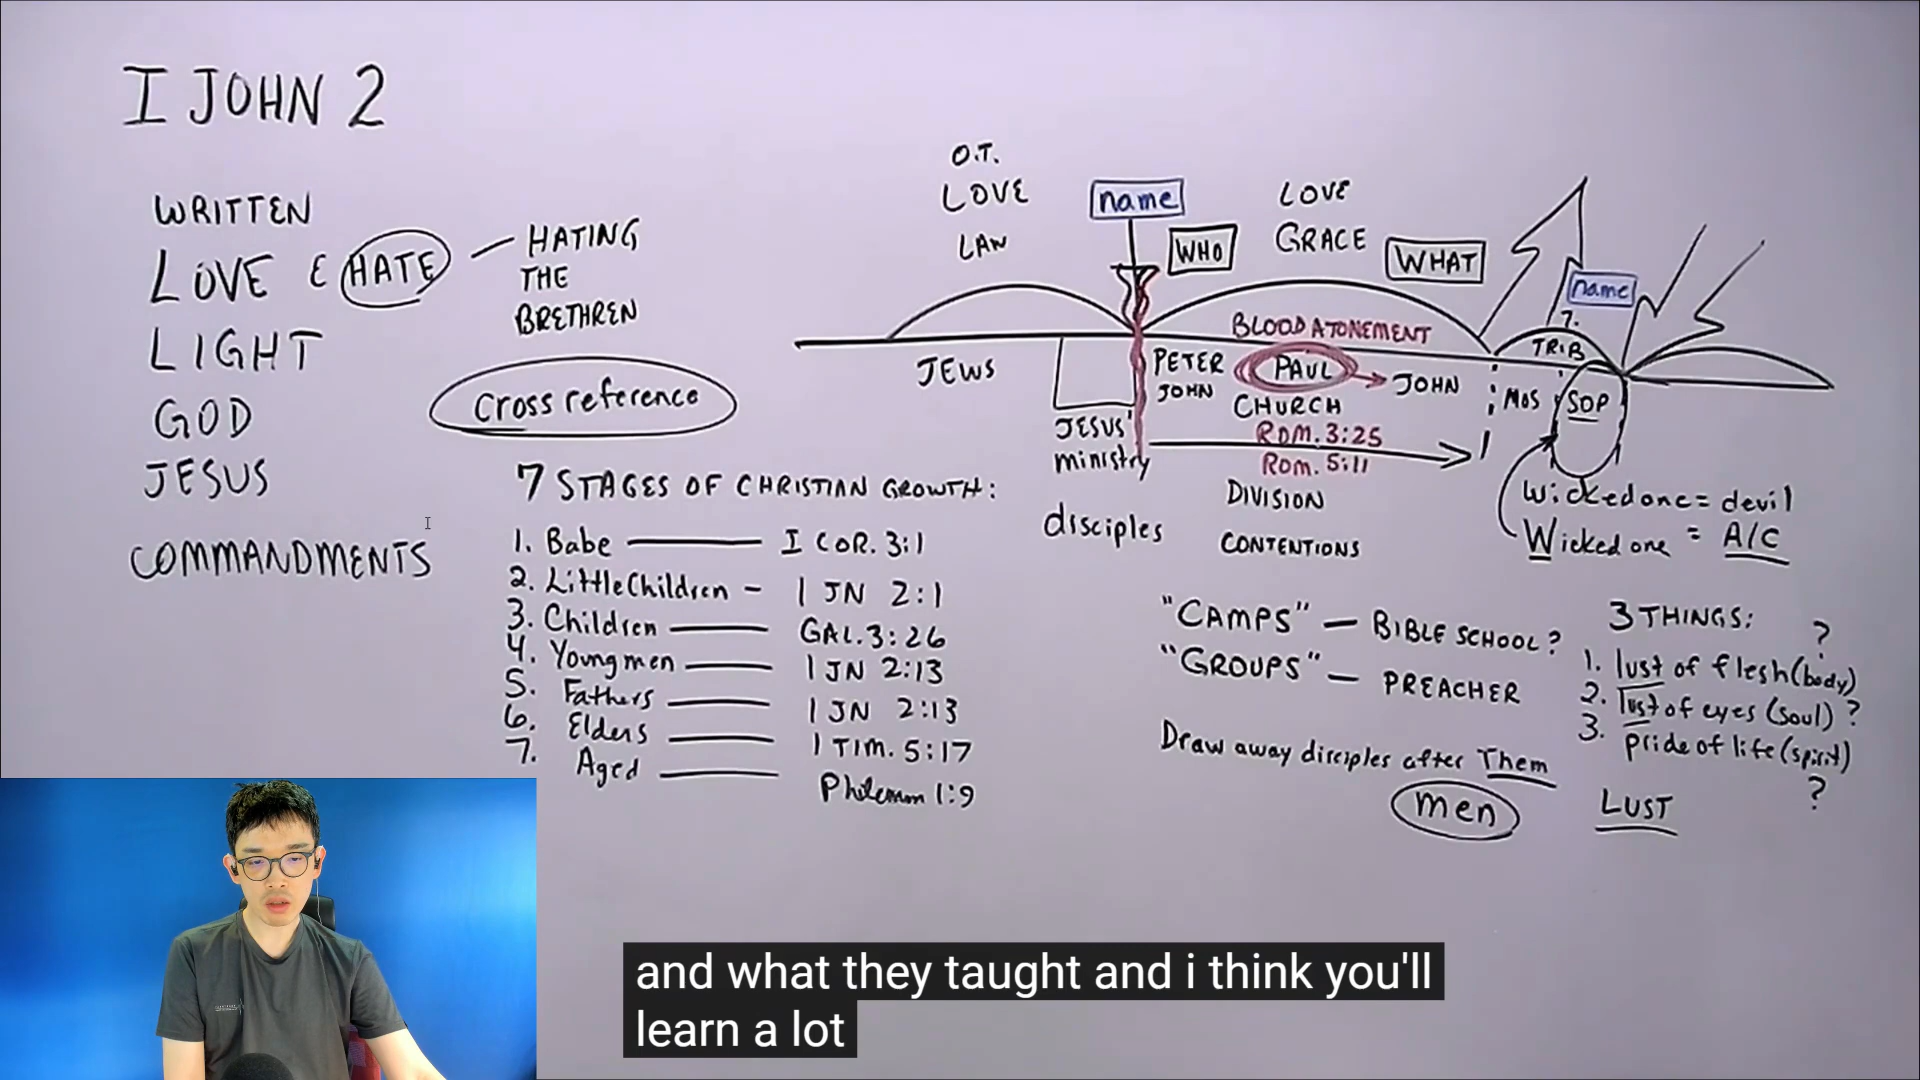 I JOHN 2
WRITTEN
LOVE & HATE — HATING
THE
BRETHREN
LIGHT
GOD
JESUS
COMMANDMENTS
cross reference
7 STAGES OF CHRISTIAN GROWTH:
1. Babe — I COR. 3:1
2. Little Children – 1 JN 2:1
3. Children — GAL. 3:26
4. Young men — 1 JN 2:13
5. Fathers — 1 JN 2:13
6. Elders — 1 TIM. 5:17
7. Aged — Philemon 1:9
O.T.
LOVE
LAW
name
WHO
LOVE
GRACE
WHAT
name
7.
TRIB
BLOOD ATONEMENT
JEWS
PETER
JOHN
PAUL
JOHN
CHURCH
Rom. 3:25
Rom. 5:11
MOS
SOP
JESUS'
ministry
disciples
DIVISION
CONTENTIONS
Wicked one = devil
Wicked one = A/C
"CAMPS" — BIBLE SCHOOL?
"GROUPS" — PREACHER
Draw away disciples after Them
men
3 THINGS:
?
1. lust of flesh (body)
2. lust of eyes (soul) ?
3. pride of life (spirit)
?
LUST
and what they taught and i think you'll
learn a lot